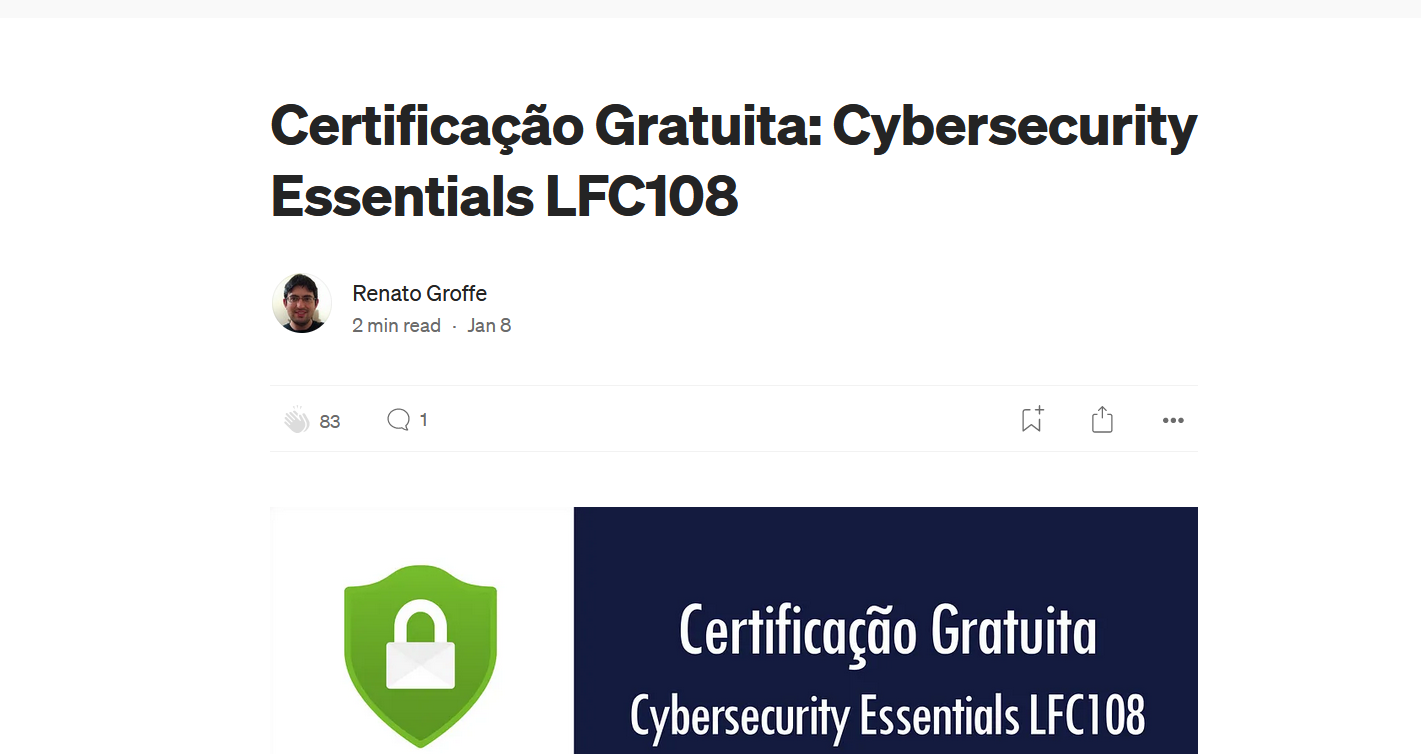 Certificação Gratuita: Cybersecurity
Essentials LFC108
Renato Groffe
2 min read · Jan 8
83
1
Certificação Gratuita
Cybersecurity Essentials LFC108